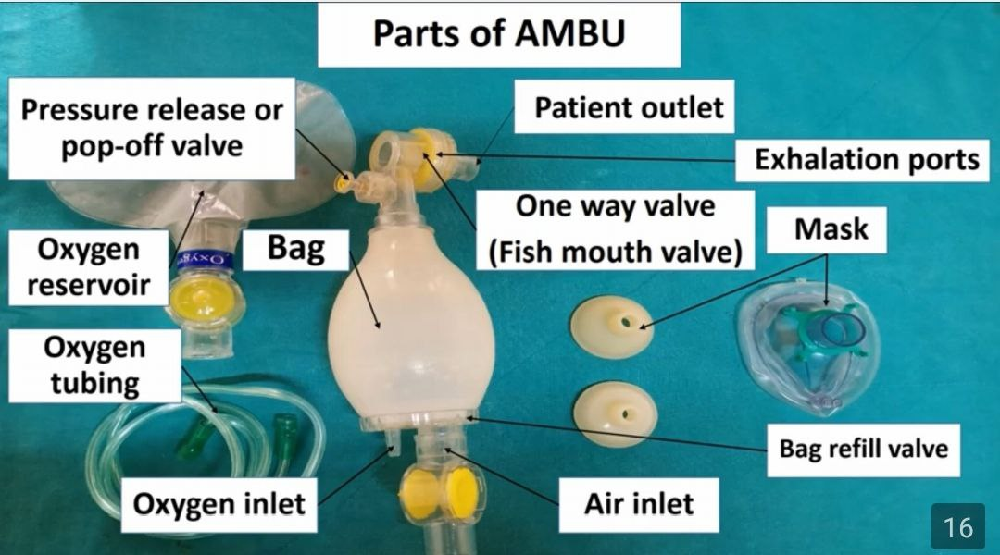 Parts of AMBU
Pressure release or
pop-off valve
Patient outlet
Exhalation ports
One way valve
(Fish mouth valve)
Mask
Oxygen
reservoir
Bag
Oxygen
tubing
Bag refill valve
Oxygen inlet
Air inlet
16